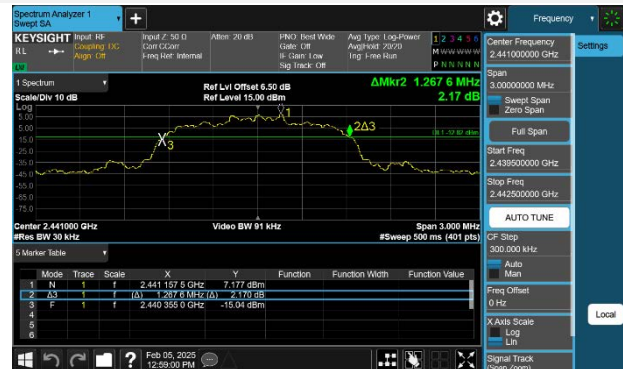 Spectrum Analyzer 1
Swept SA
Frequency
KEYSIGHT
RL
Input: RF
Coupling: DC
Align: Off
Input Z: 50 Ω
Corr CCorr
Freq Ref: Internal
Atten: 20 dB
PNO: Best Wide
Gate: Off
IF Gain: Low
Sig Track: Off
Avg Type: Log-Power
Avg|Hold: 20/20
Trig: Free Run
1 2 3 4 5 6
M W W W W W
P N N N N N
1 Spectrum
Scale/Div 10 dB
Log
Ref Lvl Offset 6.50 dB
Ref Level 15.00 dBm
ΔMkr2 1.267 6 MHz
2.17 dB
5.00
-15.0
-25.0
-35.0
-45.0
-55.0
-65.0
-75.0
1
2Δ3
3
Center 2.441000 GHz
#Res BW 30 kHz
Video BW 91 kHz
Span 3.000 MHz
#Sweep 500 ms (401 pts)
5 Marker Table
Mode Trace Scale X Y Function Function Width Function Value
1 N 1 f 2.441 157 5 GHz 7.177 dBm
2 Δ3 1 f (Δ) 1.267 6 MHz (Δ) 2.170 dB
3 F 1 f 2.440 355 0 GHz -15.04 dBm
4
5
6
Feb 05, 2025
12:59:00 PM
Center Frequency
2.441000000 GHz
Settings
Span
3.00000000 MHz
Swept Span
Zero Span
Full Span
Start Freq
2.439500000 GHz
Stop Freq
2.442500000 GHz
AUTO TUNE
CF Step
300.000 kHz
Auto
Man
Freq Offset
0 Hz
X Axis Scale
Log
Lin
Local
Signal Track
(Span Zoom)